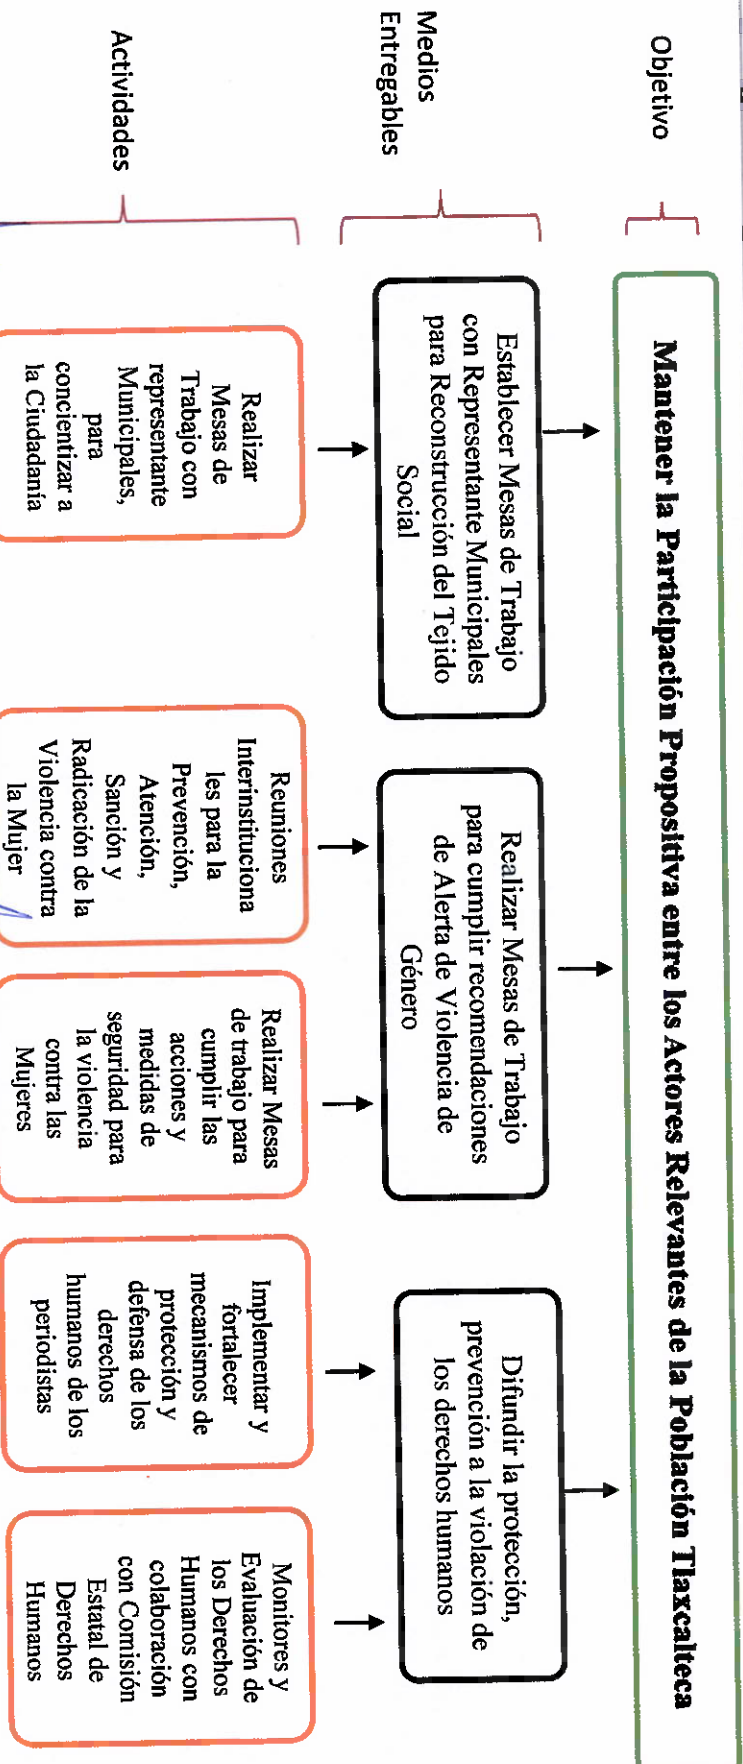 Objetivo
Mantener la Participación Propositiva entre los Actores Relevantes de la Población Tlaxcalteca
Medios
Entregables
Establecer Mesas de Trabajo
con Representante Municipales
para Reconstrucción del Tejido
Social
Realizar Mesas de Trabajo
para cumplir recomendaciones
de Alerta de Violencia de
Género
Difundir la protección,
prevención a la violación de
los derechos humanos
Actividades
Realizar
Mesas de
Trabajo con
representante
Municipales,
para
concientizar a
la Ciudadanía
Reuniones
Interinstituciona
les para la
Prevención,
Atención,
Sanción y
Radicación de la
Violencia contra
la Mujer
Realizar Mesas
de trabajo para
cumplir las
acciones y
medidas de
seguridad para
la violencia
contra las
Mujeres
Implementar y
fortalecer
mecanismos de
protección y
defensa de los
derechos
humanos de los
periodistas
Monitores y
Evaluación de
los Derechos
Humanos con
colaboración
con Comisión
Estatal de
Derechos
Humanos